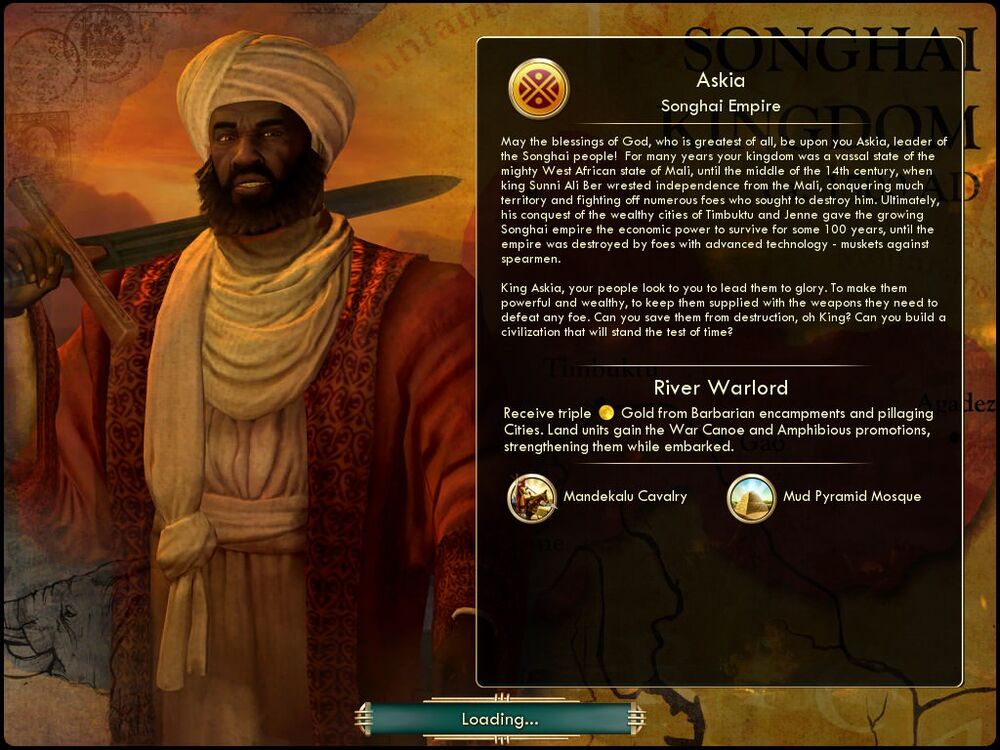 SONGHAI
KINGDOM
Askia
Songhai Empire
May the blessings of God, who is greatest of all, be upon you Askia, leader of
the Songhai people! For many years your kingdom was a vassal state of the
mighty West African state of Mali, until the middle of the 14th century, when
king Sunni Ali Ber wrested independence from the Mali, conquering much
territory and fighting off numerous foes who sought to destroy him. Ultimately,
his conquest of the wealthy cities of Timbuktu and Jenne gave the growing
Songhai empire the economic power to survive for some 100 years, until the
empire was destroyed by foes with advanced technology - muskets against
spearmen.
King Askia, your people look to you to lead them to glory. To make them
powerful and wealthy, to keep them supplied with the weapons they need to
defeat any foe. Can you save them from destruction, oh King? Can you build a
civilization that will stand the test of time?
Timbuktu
River Warlord
Agadez
Receive triple Gold from Barbarian encampments and pillaging
Cities. Land units gain the War Canoe and Amphibious promotions,
strengthening them while embarked.
Gao
Mandekalu Cavalry
Mud Pyramid Mosque
Loading...